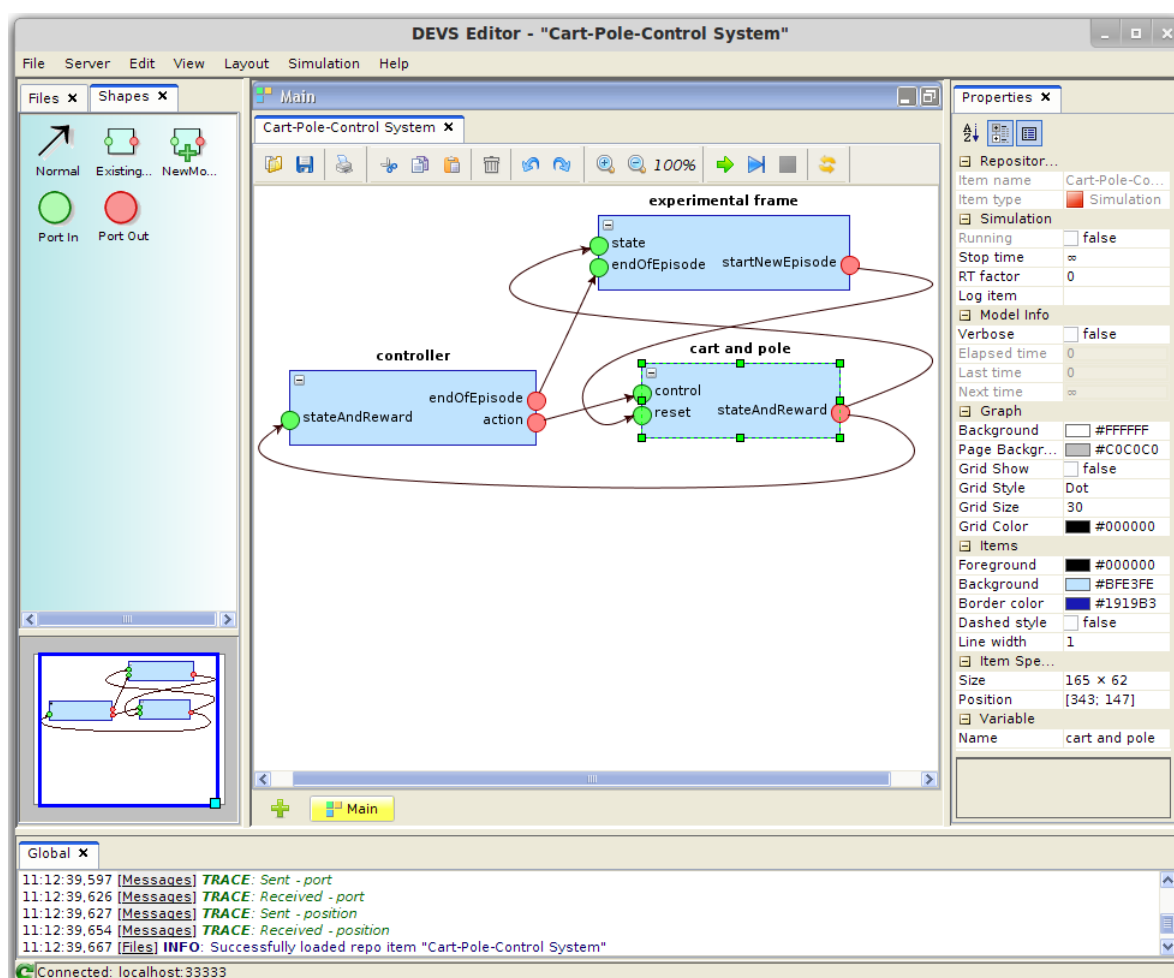 DEVS Editor - "Cart-Pole-Control System"
File Server Edit View Layout Simulation Help
Files
Shapes
Normal Existing... NewMo...
Port In Port Out
Main
Cart-Pole-Control System
100%
experimental frame
state
endOfEpisode
startNewEpisode
controller
endOfEpisode
stateAndReward
action
cart and pole
control
stateAndReward
reset
Main
Properties
Repositor...
Item name Cart-Pole-Co...
Item type Simulation
Simulation
Running false
Stop time ∞
RT factor 0
Log item
Model Info
Verbose false
Elapsed time 0
Last time 0
Next time ∞
Graph
Background #FFFFFF
Page Backgr... #C0C0C0
Grid Show false
Grid Style Dot
Grid Size 30
Grid Color #000000
Items
Foreground #000000
Background #BFE3FE
Border color #1919B3
Dashed style false
Line width 1
Item Spe...
Size 165 × 62
Position [343; 147]
Variable
Name cart and pole
Global
11:12:39,597 [Messages] TRACE: Sent - port
11:12:39,626 [Messages] TRACE: Received - port
11:12:39,627 [Messages] TRACE: Sent - position
11:12:39,654 [Messages] TRACE: Received - position
11:12:39,667 [Files] INFO: Successfully loaded repo item "Cart-Pole-Control System"
Connected: localhost:33333